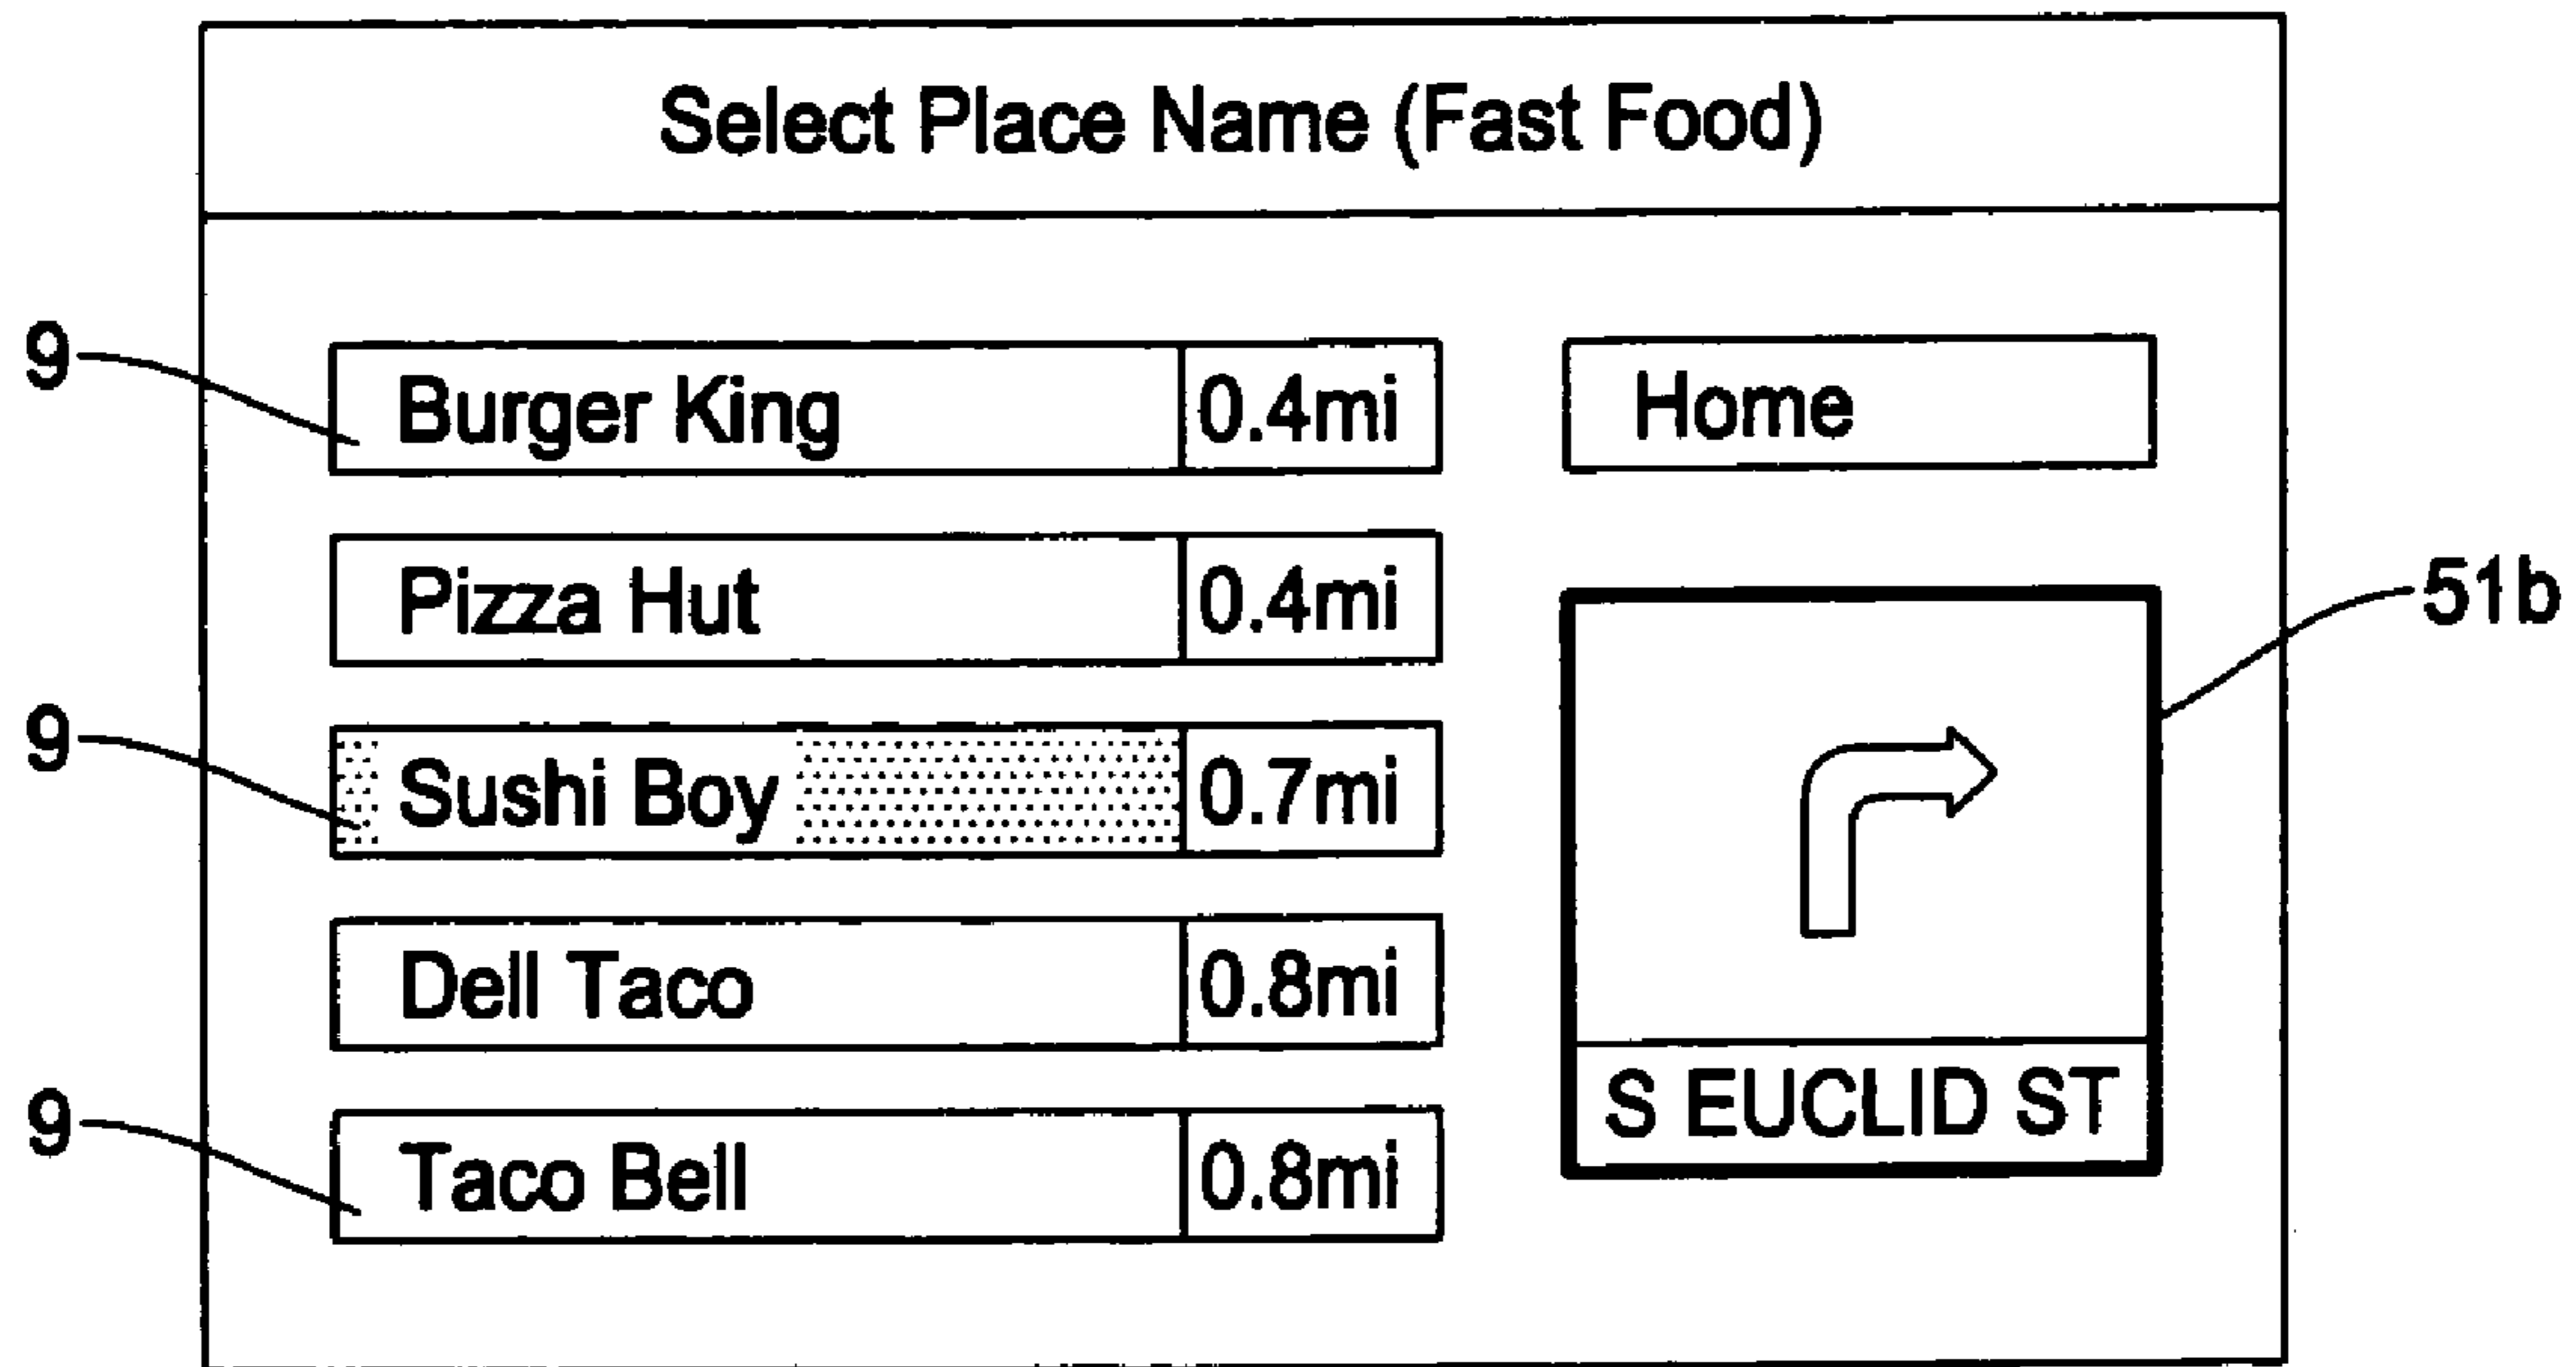 Select Place Name (Fast Food)
9
Burger King 0.4mi
Home
Pizza Hut 0.4mi
51b
9
Sushi Boy 0.7mi
Dell Taco 0.8mi
S EUCLID ST
9
Taco Bell 0.8mi